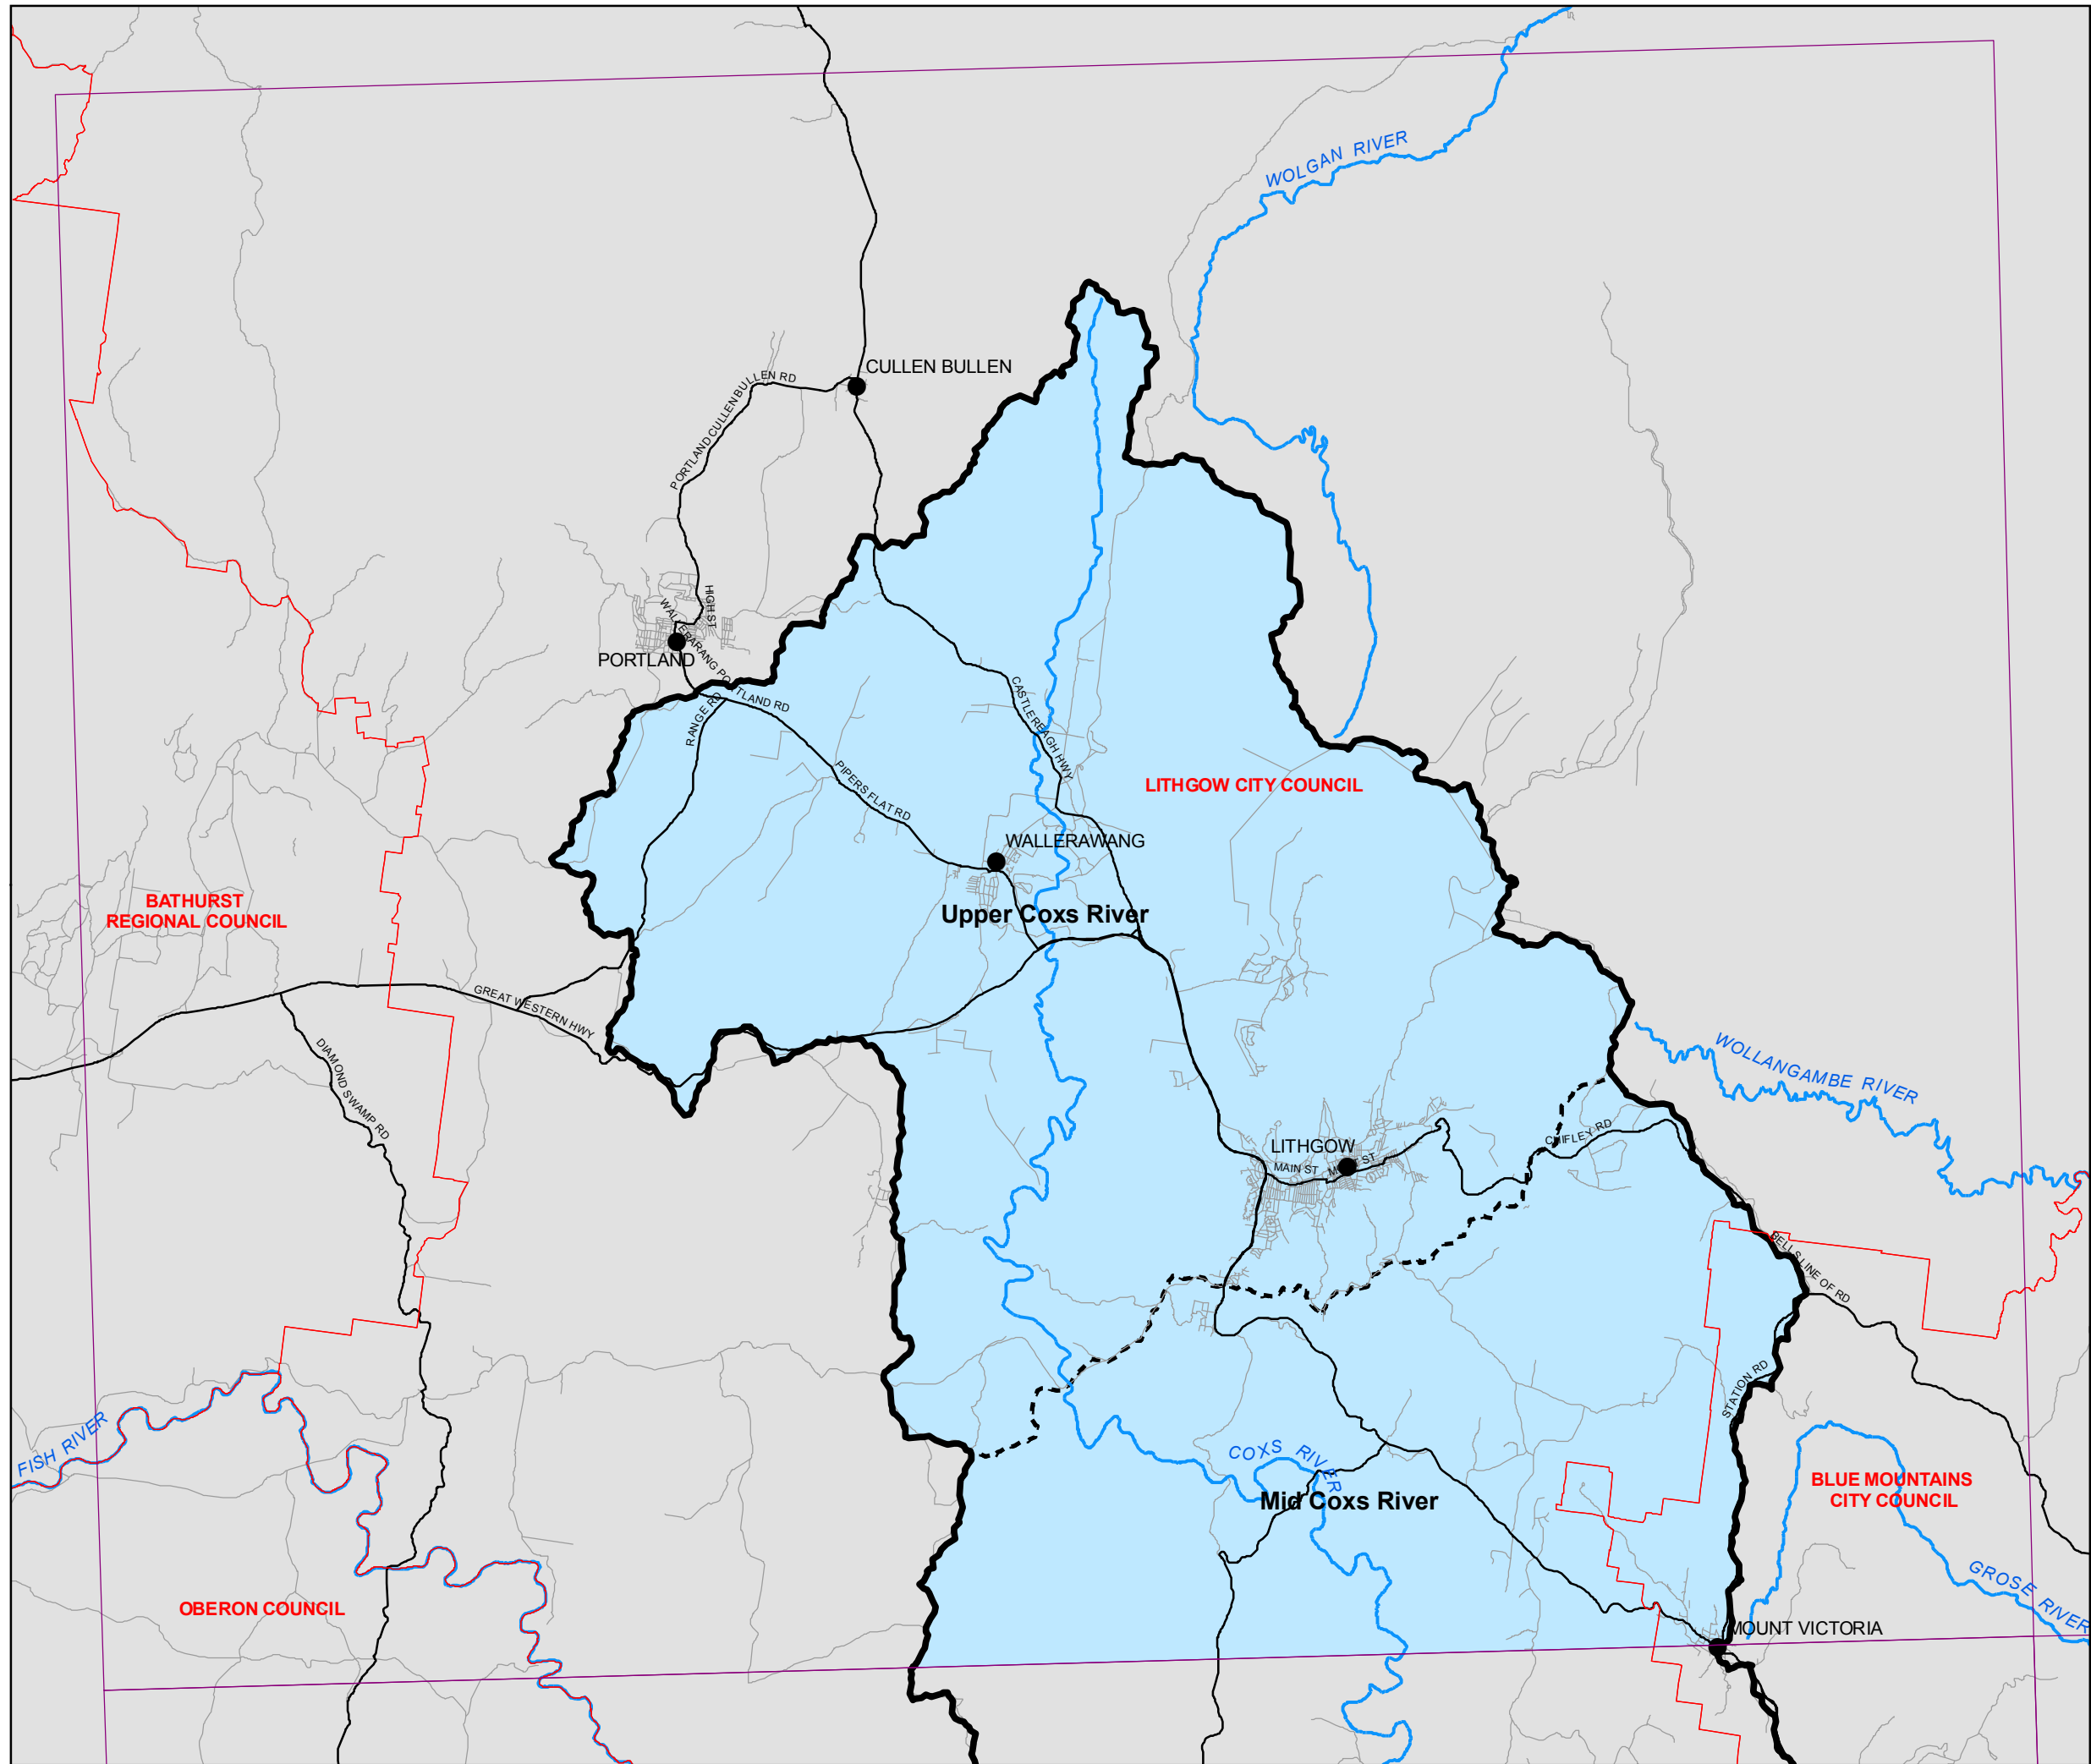 WOLGAN RIVER
CULLEN BULLEN
PORTLAND CULLEN BULLEN RD
HIGH ST
WALLERARANG PORTLAND RD
PORTLAND
RANGE RD
CASTLEREAGH HWY
PIPERS FLAT RD
LITHGOW CITY COUNCIL
WALLERAWANG
BATHURST
REGIONAL COUNCIL
Upper Coxs River
GREAT WESTERN HWY
DIAMOND SWAMP RD
WOLLANGAMBE RIVER
CHIFLEY RD
LITHGOW
MAIN ST
BELLS LINE OF RD
STATION RD
FISH RIVER
COXS RIVER
Mid Coxs River
BLUE MOUNTAINS
CITY COUNCIL
GROSE RIVER
OBERON COUNCIL
MOUNT VICTORIA